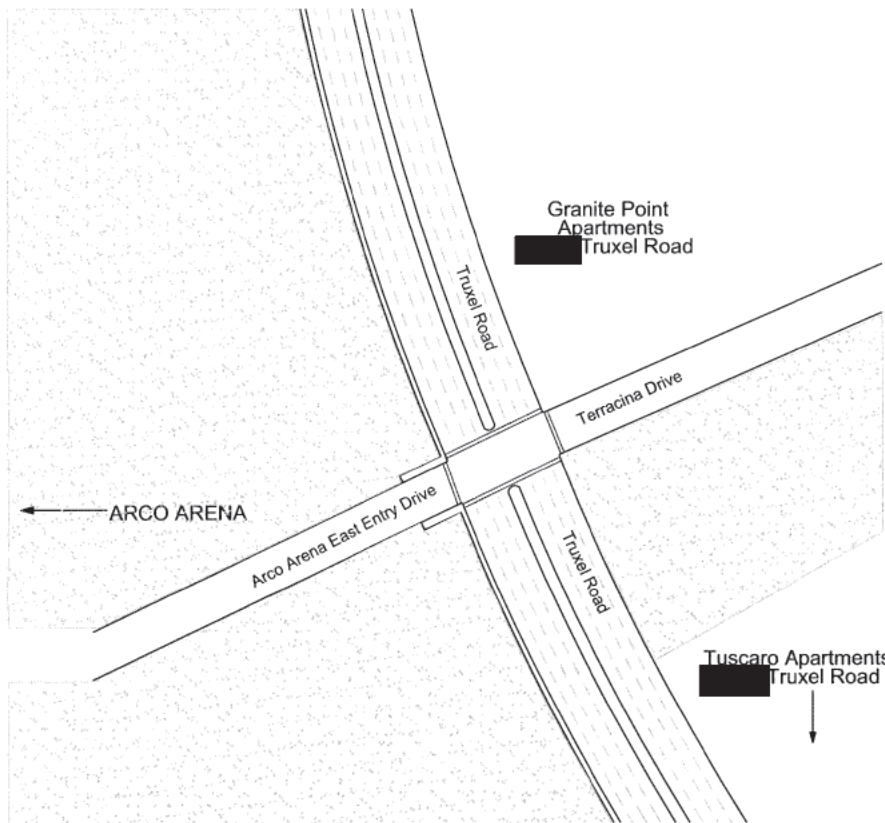 Granite Point
Apartments
Truxel Road
Truxel Road
Terracina Drive
ARCO ARENA
Arco Arena East Entry Drive
Truxel Road
Tuscaro Apartments
Truxel Road